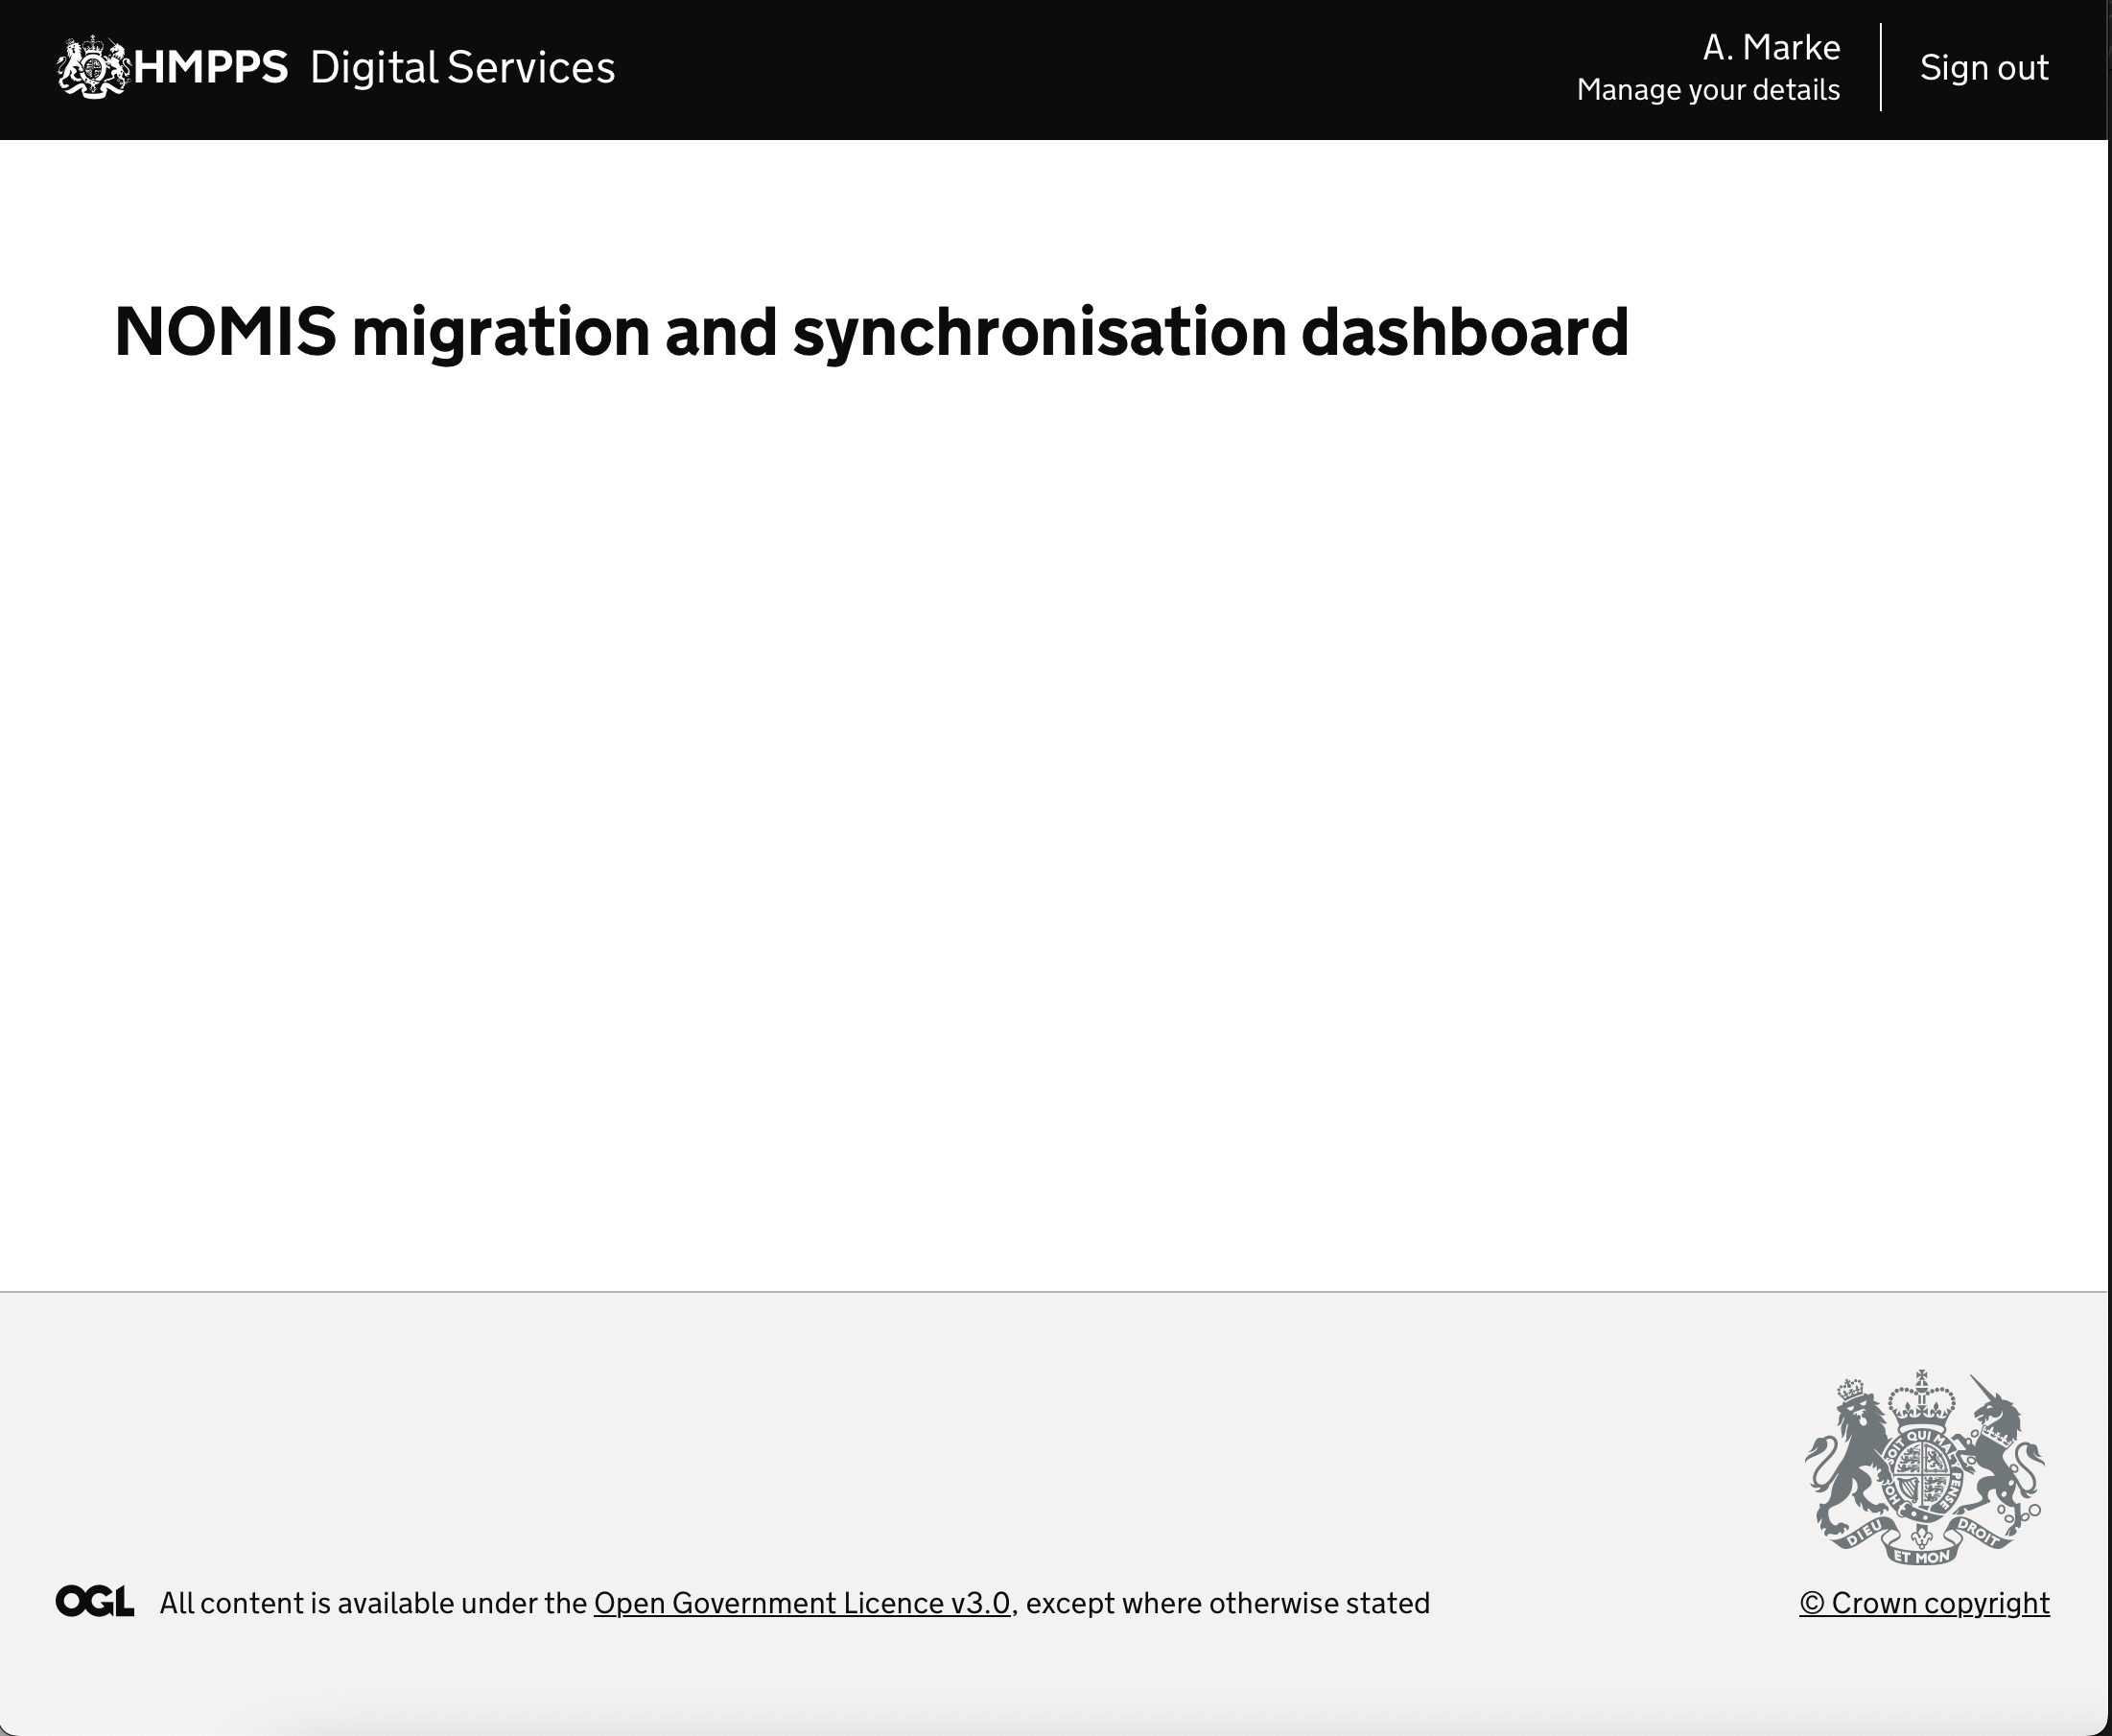 HMPPS Digital Services
A. Marke
Manage your details
Sign out
NOMIS migration and synchronisation dashboard
SOIT QUI MAL Y PENSE
HONI
DIEU ET MON DROIT
OGL All content is available under the Open Government Licence v3.0, except where otherwise stated
© Crown copyright